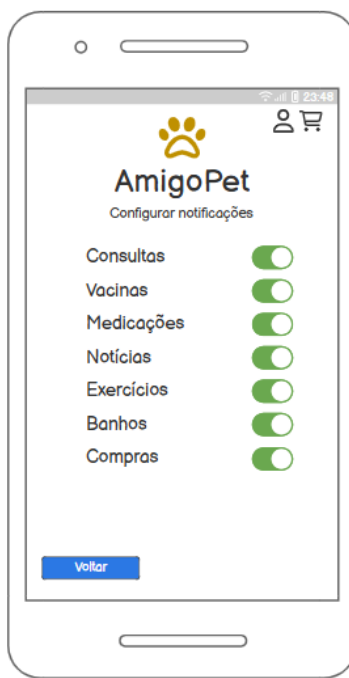 23:48
AmigoPet
Configurar notificações
Consultas
Vacinas
Medicações
Notícias
Exercícios
Banhos
Compras
Voltar